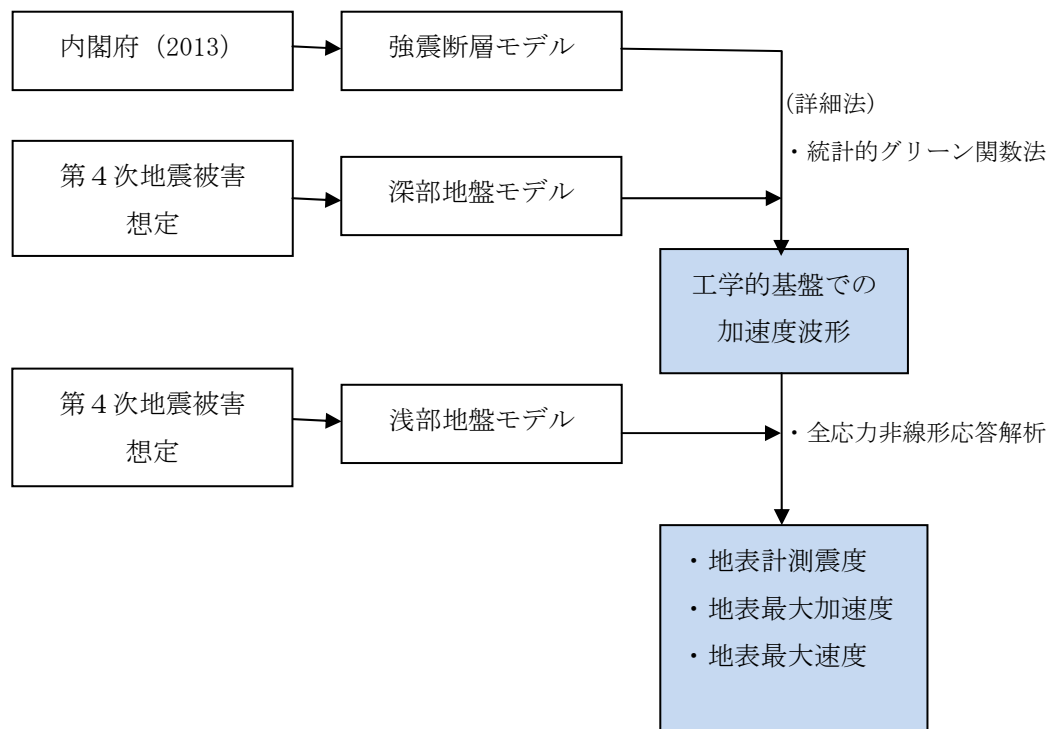 内閣府（2013）
強震断層モデル
(詳細法)
・統計的グリーン関数法
第４次地震被害
想定
深部地盤モデル
工学的基盤での
加速度波形
第４次地震被害
想定
浅部地盤モデル
・全応力非線形応答解析
・地表計測震度
・地表最大加速度
・地表最大速度